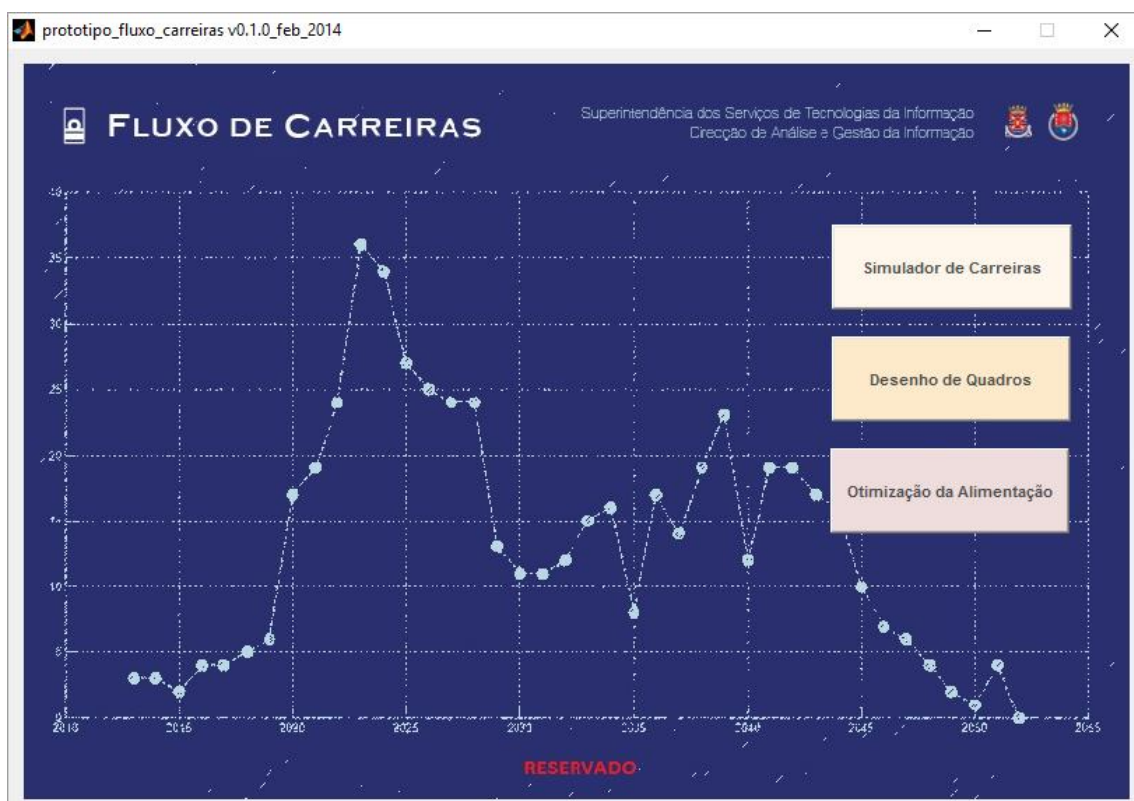 prototipo_fluxo_carreiras v0.1.0_feb_2014
FLUXO DE CARREIRAS
Superintendência dos Serviços de Tecnologias da Informação
Direcção de Análise e Gestão da Informação
40
35
30
25
20
15
10
5
0
2010 2015 2020 2025 2030 2035 2040 2045 2050 2055
Simulador de Carreiras
Desenho de Quadros
Otimização da Alimentação
RESERVADO